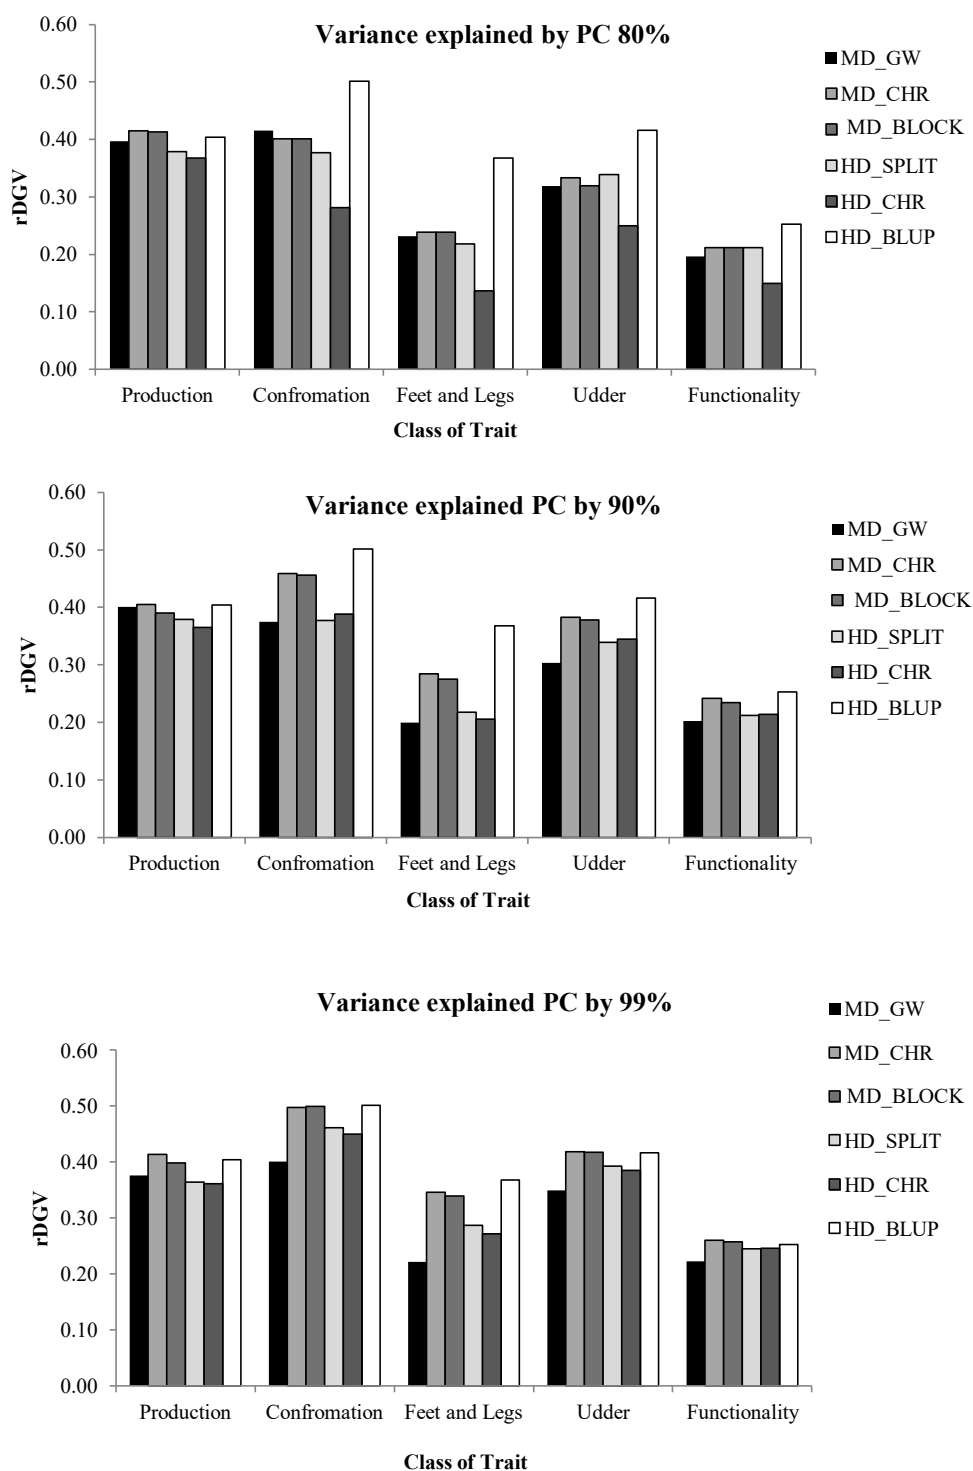 Variance explained by PC 80%
0.60
0.50
0.40
0.30
0.20
0.10
0.00
rDGV
Production Confromation Feet and Legs Udder Functionality
Class of Trait
MD_GW
MD_CHR
MD_BLOCK
HD_SPLIT
HD_CHR
HD_BLUP
Variance explained PC by 90%
0.60
0.50
0.40
0.30
0.20
0.10
0.00
rDGV
Production Confromation Feet and Legs Udder Functionality
Class of Trait
MD_GW
MD_CHR
MD_BLOCK
HD_SPLIT
HD_CHR
HD_BLUP
Variance explained PC by 99%
0.60
0.50
0.40
0.30
0.20
0.10
0.00
rDGV
Production Confromation Feet and Legs Udder Functionality
Class of Trait
MD_GW
MD_CHR
MD_BLOCK
HD_SPLIT
HD_CHR
HD_BLUP